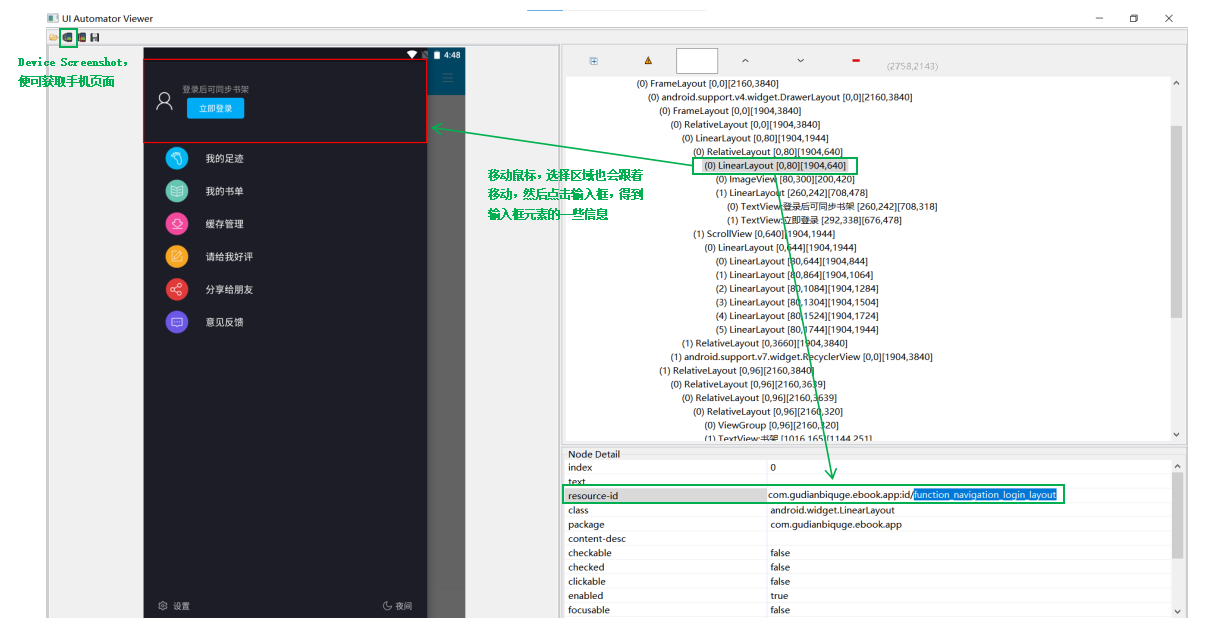 UI Automator Viewer
Device Screenshot，
便可获取手机页面
4:48
登录后可同步书架
立即登录
我的足迹
我的书单
缓存管理
请给我好评
分享给朋友
意见反馈
设置
夜间
移动鼠标，选择区域也会跟着
移动，然后点击输入框，得到
输入框元素的一些信息
(2758,2143)
(0) FrameLayout [0,0][2160,3840]
(0) android.support.v4.widget.DrawerLayout [0,0][2160,3840]
(0) FrameLayout [0,0][1904,3840]
(0) RelativeLayout [0,0][1904,3840]
(0) LinearLayout [0,80][1904,1944]
(0) RelativeLayout [0,80][1904,640]
(0) LinearLayout [0,80][1904,640]
(0) ImageView [80,300][200,420]
(1) LinearLayout [260,242][708,478]
(0) TextView:登录后可同步书架 [260,242][708,318]
(1) TextView:立即登录 [292,338][676,478]
(1) ScrollView [0,640][1904,1944]
(0) LinearLayout [0,644][1904,1944]
(0) LinearLayout [80,644][1904,844]
(1) LinearLayout [80,864][1904,1064]
(2) LinearLayout [80,1084][1904,1284]
(3) LinearLayout [80,1304][1904,1504]
(4) LinearLayout [80,1524][1904,1724]
(5) LinearLayout [80,1744][1904,1944]
(1) RelativeLayout [0,3660][1904,3840]
(1) android.support.v7.widget.RecyclerView [0,0][1904,3840]
(1) RelativeLayout [0,96][2160,3840]
(0) RelativeLayout [0,96][2160,3639]
(0) RelativeLayout [0,96][2160,3639]
(0) RelativeLayout [0,96][2160,320]
(0) ViewGroup [0,96][2160,320]
(1) TextView:书架 [1016,165][1144,251]
Node Detail
index 0
text
resource-id com.gudianbiquge.ebook.app:id/function_navigation_login_layout
class android.widget.LinearLayout
package com.gudianbiquge.ebook.app
content-desc
checkable false
checked false
clickable false
enabled true
focusable false